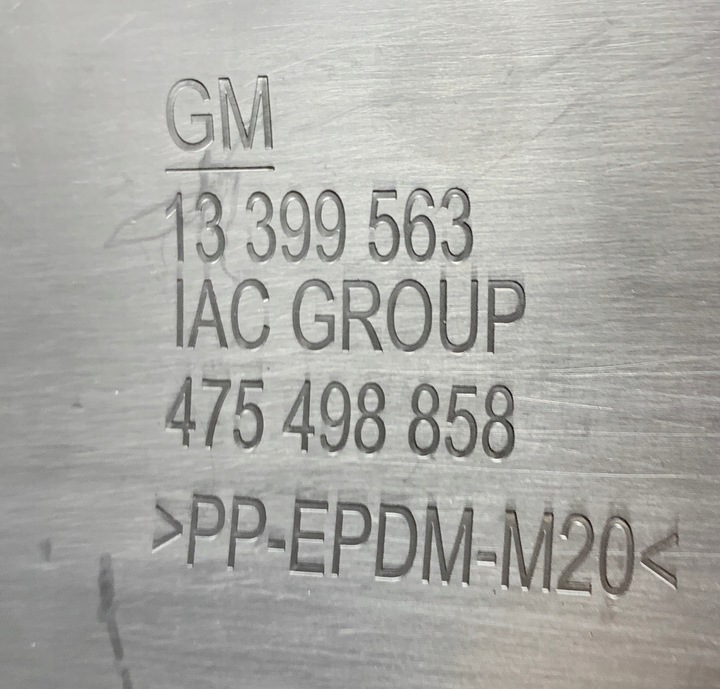 GM
13 399 563
IAC GROUP
475 498 858
>PP-EPDM-M20<